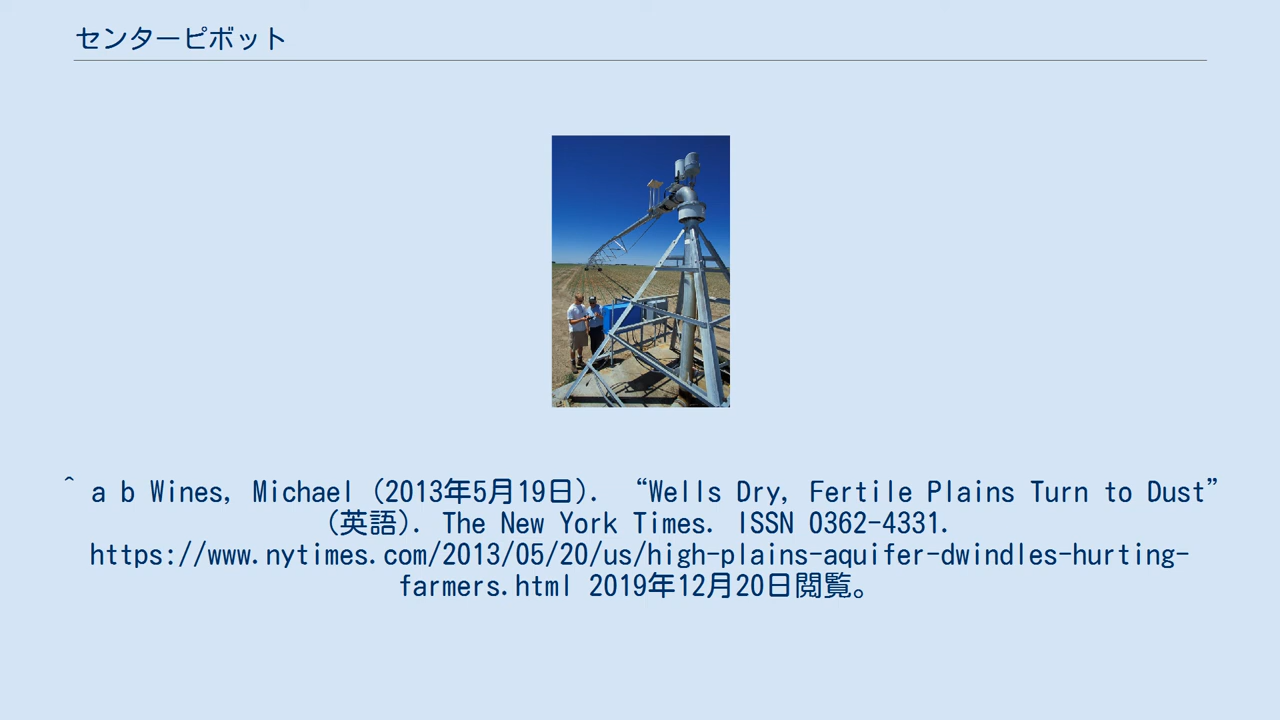 センターピボット
^ a b Wines, Michael (2013年5月19日). “Wells Dry, Fertile Plains Turn to Dust”
(英語). The New York Times. ISSN 0362-4331.
https://www.nytimes.com/2013/05/20/us/high-plains-aquifer-dwindles-hurting-
farmers.html 2019年12月20日閲覧。